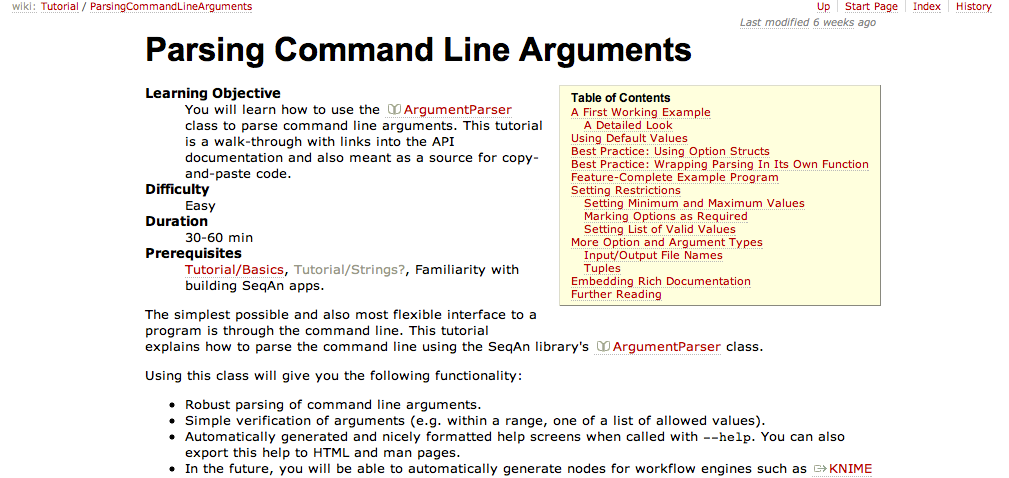 wiki: Tutorial / ParsingCommandLineArguments
Up Start Page Index History
Last modified 6 weeks ago
Parsing Command Line Arguments
Learning Objective
You will learn how to use the ArgumentParser
class to parse command line arguments. This tutorial
is a walk-through with links into the API
documentation and also meant as a source for copy-
and-paste code.
Difficulty
Easy
Duration
30-60 min
Prerequisites
Tutorial/Basics, Tutorial/Strings?, Familiarity with
building SeqAn apps.
Table of Contents
A First Working Example
A Detailed Look
Using Default Values
Best Practice: Using Option Structs
Best Practice: Wrapping Parsing In Its Own Function
Feature-Complete Example Program
Setting Restrictions
Setting Minimum and Maximum Values
Marking Options as Required
Setting List of Valid Values
More Option and Argument Types
Input/Output File Names
Tuples
Embedding Rich Documentation
Further Reading
The simplest possible and also most flexible interface to a
program is through the command line. This tutorial
explains how to parse the command line using the SeqAn library's ArgumentParser class.
Using this class will give you the following functionality:
• Robust parsing of command line arguments.
• Simple verification of arguments (e.g. within a range, one of a list of allowed values).
• Automatically generated and nicely formatted help screens when called with --help. You can also
export this help to HTML and man pages.
• In the future, you will be able to automatically generate nodes for workflow engines such as KNIME